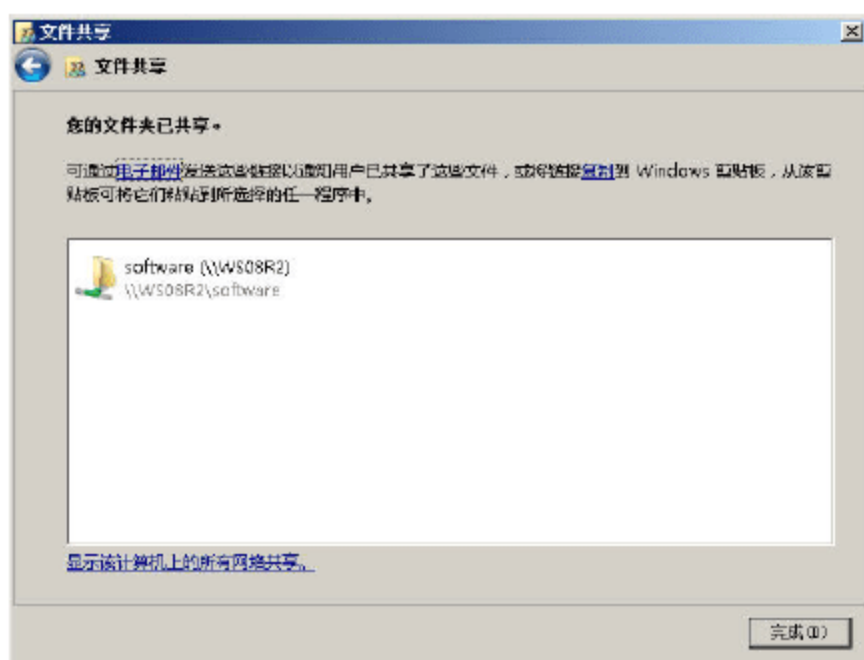 文件共享
文件共享
您的文件夹已共享。
可通过电子邮件发送这些链接以通知用户已共享了这些文件，或将链接复制到 Windows 剪贴板，从该剪
贴板可将它们粘贴到所选择的任一程序中。
software (\\WS08R2)
\\WS08R2\software
显示该计算机上的所有网络共享。
完成(D)